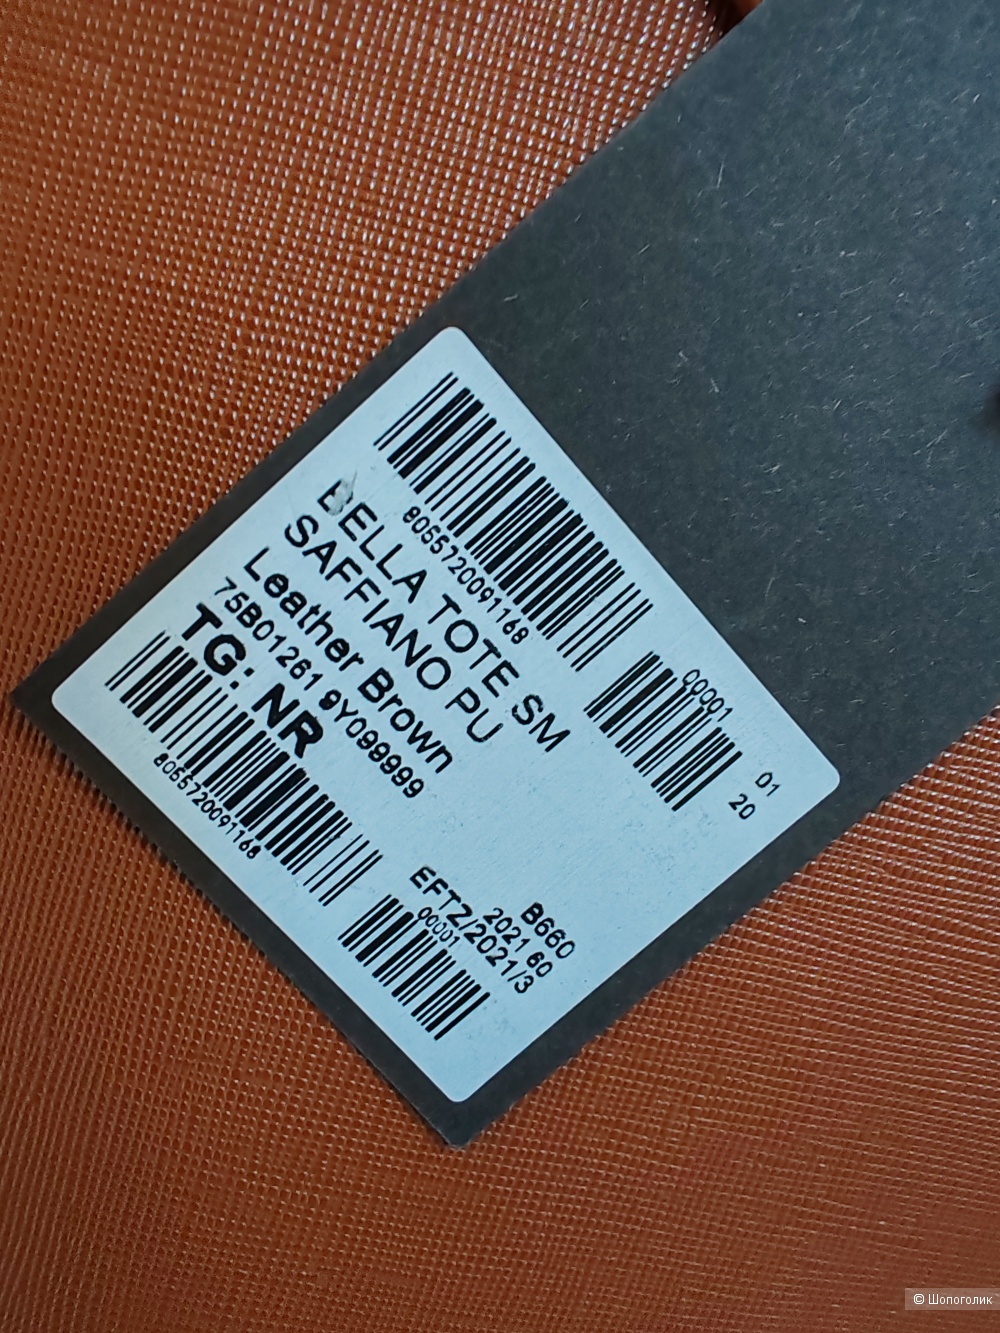 8055720091168
00001
01
20
BELLA TOTE SM
SAFFIANO PU
Leather Brown
75B01261 9Y099999
TG: NR
8055720091168
B660
2021 60
EFTZ/2021/3
00001
© Шопоголик